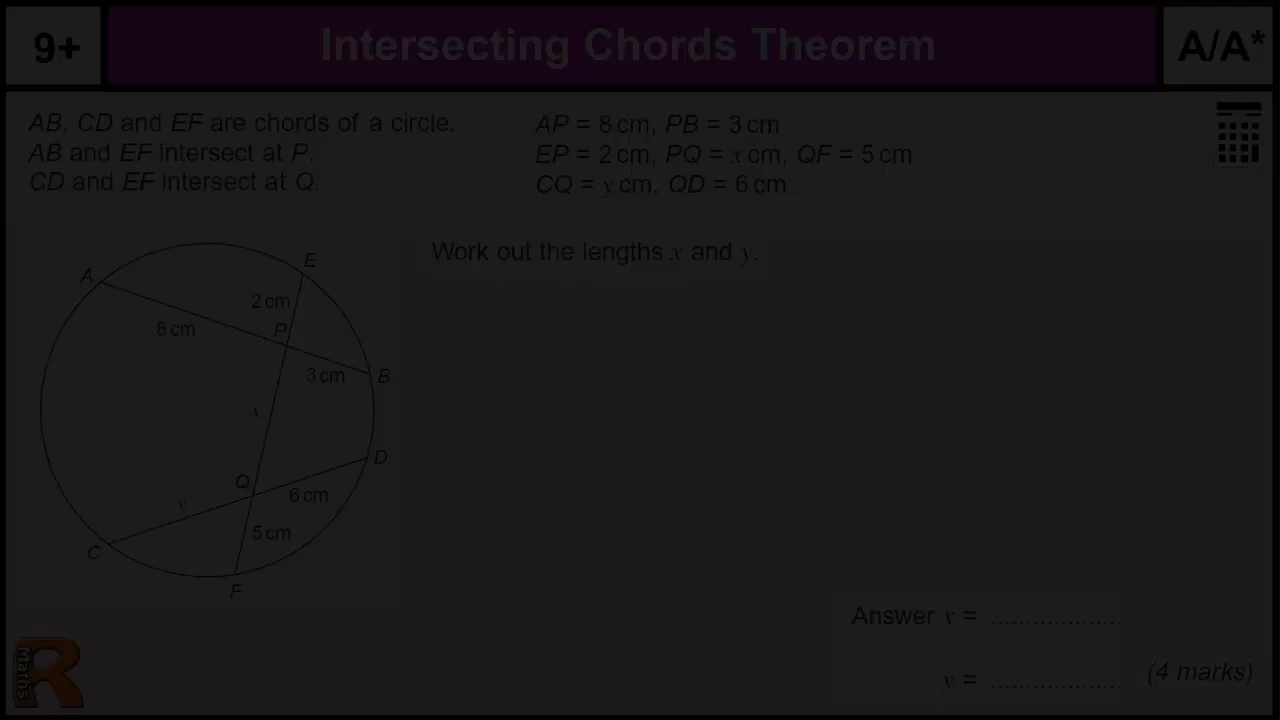 9+
Intersecting Chords Theorem
A/A*
AB, CD and EF are chords of a circle.
AB and EF intersect at P.
CD and EF intersect at Q.
AP = 8 cm, PB = 3 cm
EP = 2 cm, PQ = x cm, QF = 5 cm
CQ = y cm, QD = 6 cm
Work out the lengths x and y.
E
A
2 cm
8 cm
P
3 cm
B
x
D
Q
6 cm
y
5 cm
C
F
Answer x = ..................
y = ..................
(4 marks)
R
Maths